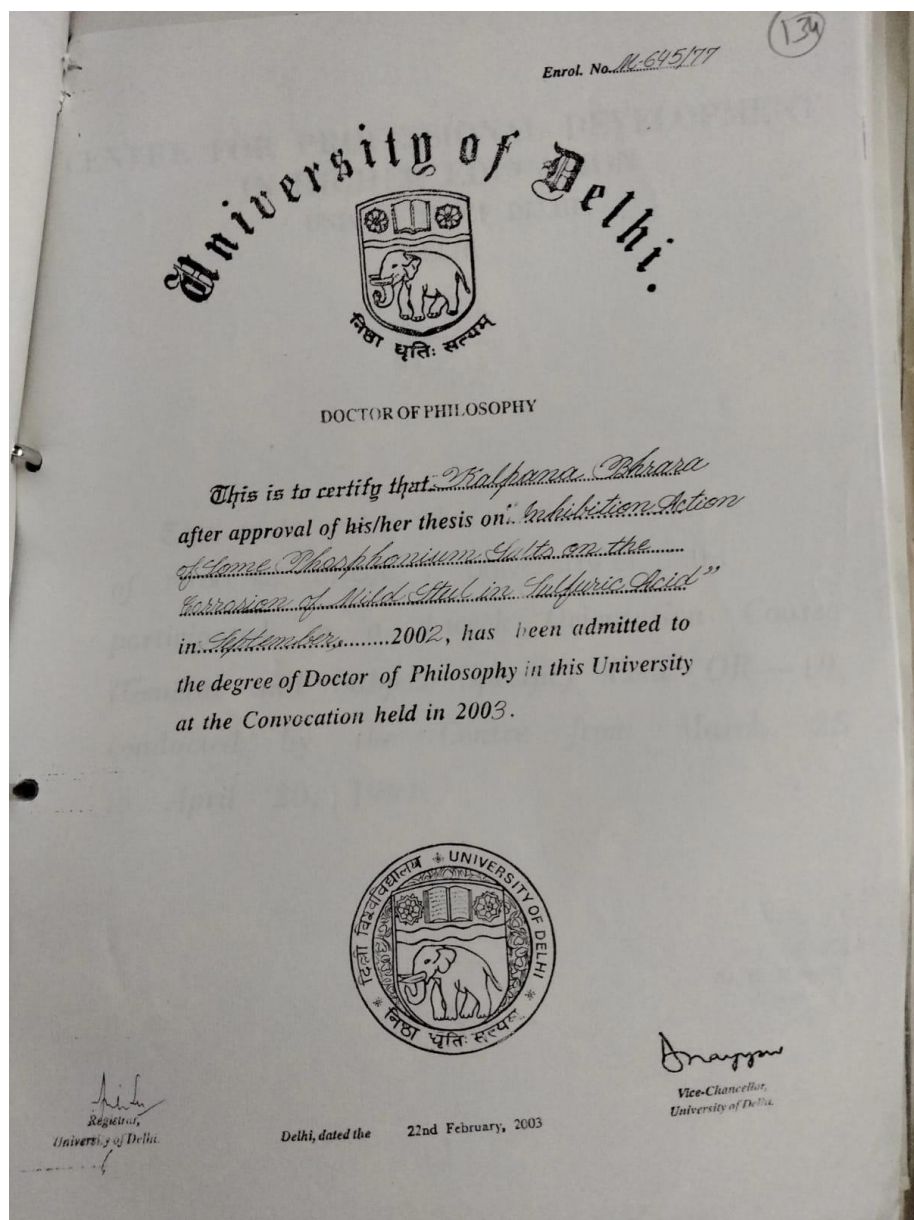 134
Enrol. No. M-645/77
University of Delhi.
निष्ठा धृतिः सत्यम्
DOCTOR OF PHILOSOPHY
This is to certify that Kalpana Bhrara
after approval of his/her thesis on "Inhibition Action
of Some Phosphonium Salts on the
Corrosion of Mild Steel in Sulfuric Acid"
in September, 2002, has been admitted to
the degree of Doctor of Philosophy in this University
at the Convocation held in 2003.
दिल्ली विश्वविद्यालय * UNIVERSITY OF DELHI *
निष्ठा धृतिः सत्यम्
Registrar,
University of Delhi.
Delhi, dated the 22nd February, 2003
Vice-Chancellor,
University of Delhi.